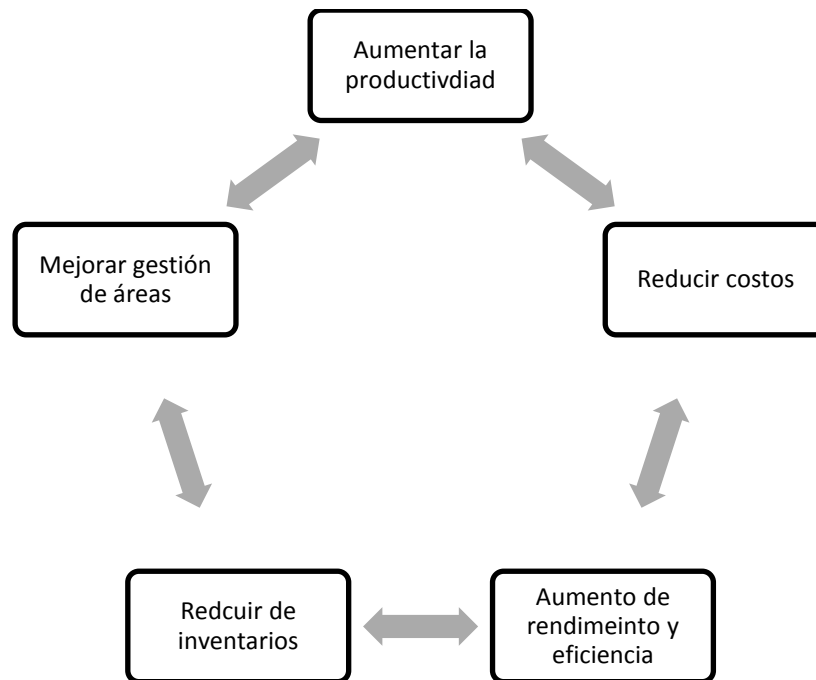 Aumentar la
productivdiad
Reducir costos
Aumento de
rendimeinto y
eficiencia
Redcuir de
inventarios
Mejorar gestión
de áreas